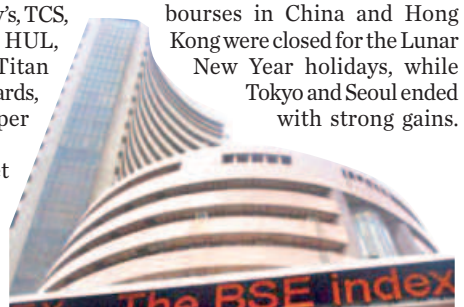 y's, TCS,
HUL,
Titan
ards,
per
et
bourses in China and Hong
Kong were closed for the Lunar
New Year holidays, while
Tokyo and Seoul ended
with strong gains.
The BSE index